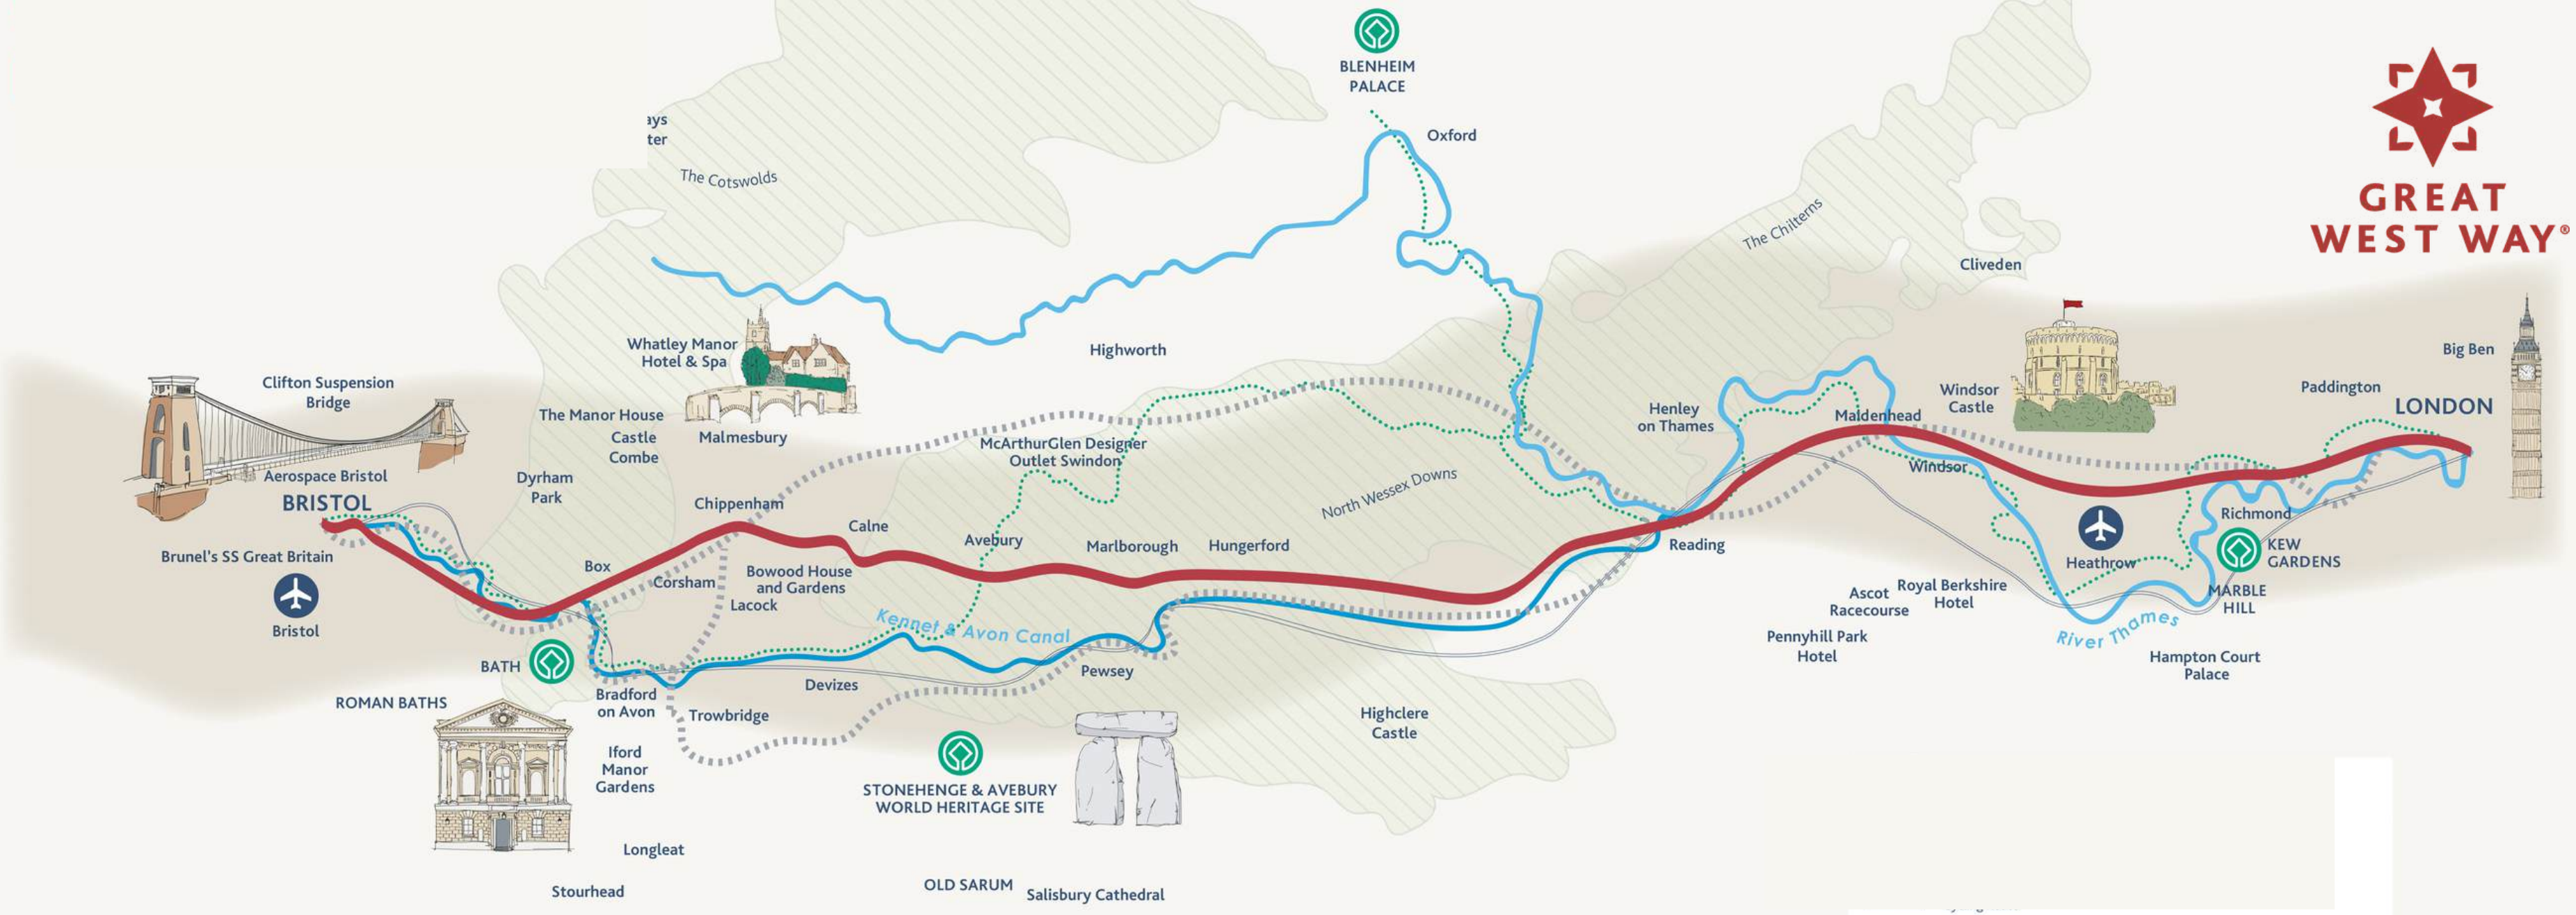 BLENHEIM
PALACE
ays
ter
Oxford
The Cotswolds
GREAT
WEST WAY®
The Chilterns
Cliveden
Whatley Manor
Hotel & Spa
Highworth
Big Ben
Clifton Suspension
Bridge
Windsor
Castle
Paddington
LONDON
The Manor House
Castle
Combe
Malmesbury
Henley
on Thames
Maidenhead
McArthurGlen Designer
Outlet Swindon
Windsor
Aerospace Bristol
BRISTOL
Dyrham
Park
North Wessex Downs
Chippenham
Calne
Richmond
Avebury
Marlborough
Hungerford
Reading
Brunel's SS Great Britain
KEW
GARDENS
Heathrow
Box
Corsham
Bowood House
and Gardens
Lacock
Ascot
Racecourse
Royal Berkshire
Hotel
MARBLE
HILL
Bristol
Kennet & Avon Canal
River Thames
Pennyhill Park
Hotel
Hampton Court
Palace
BATH
Pewsey
Devizes
Bradford
on Avon
ROMAN BATHS
Trowbridge
Highclere
Castle
Iford
Manor
Gardens
STONEHENGE & AVEBURY
WORLD HERITAGE SITE
Longleat
Stourhead
OLD SARUM
Salisbury Cathedral